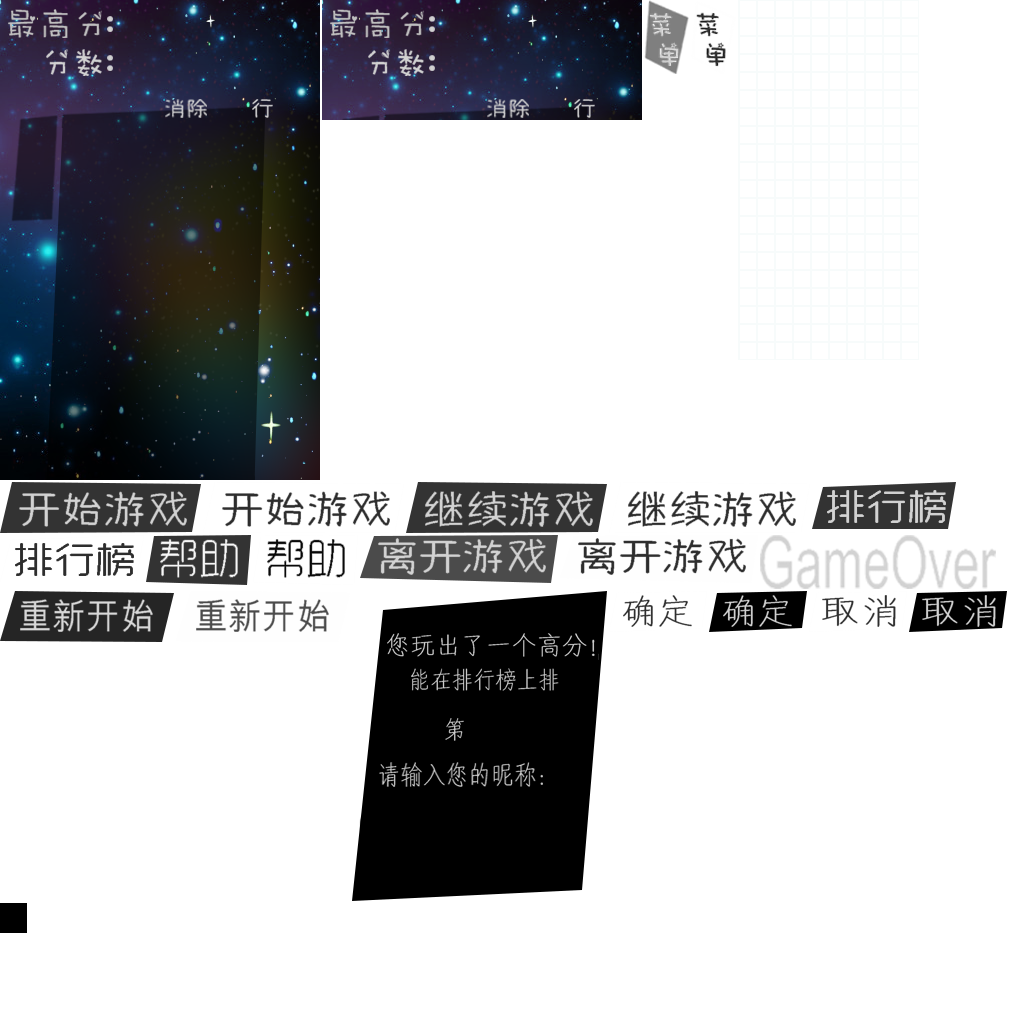 最高分:
分数:
消除 行
最高分:
分数:
消除 行
菜单
菜单
开始游戏 开始游戏 继续游戏 继续游戏 排行榜
排行榜 帮助 帮助 离开游戏 离开游戏 GameOver
重新开始 重新开始
确定 确定 取消 取消
您玩出了一个高分!
能在排行榜上排
第
请输入您的昵称: